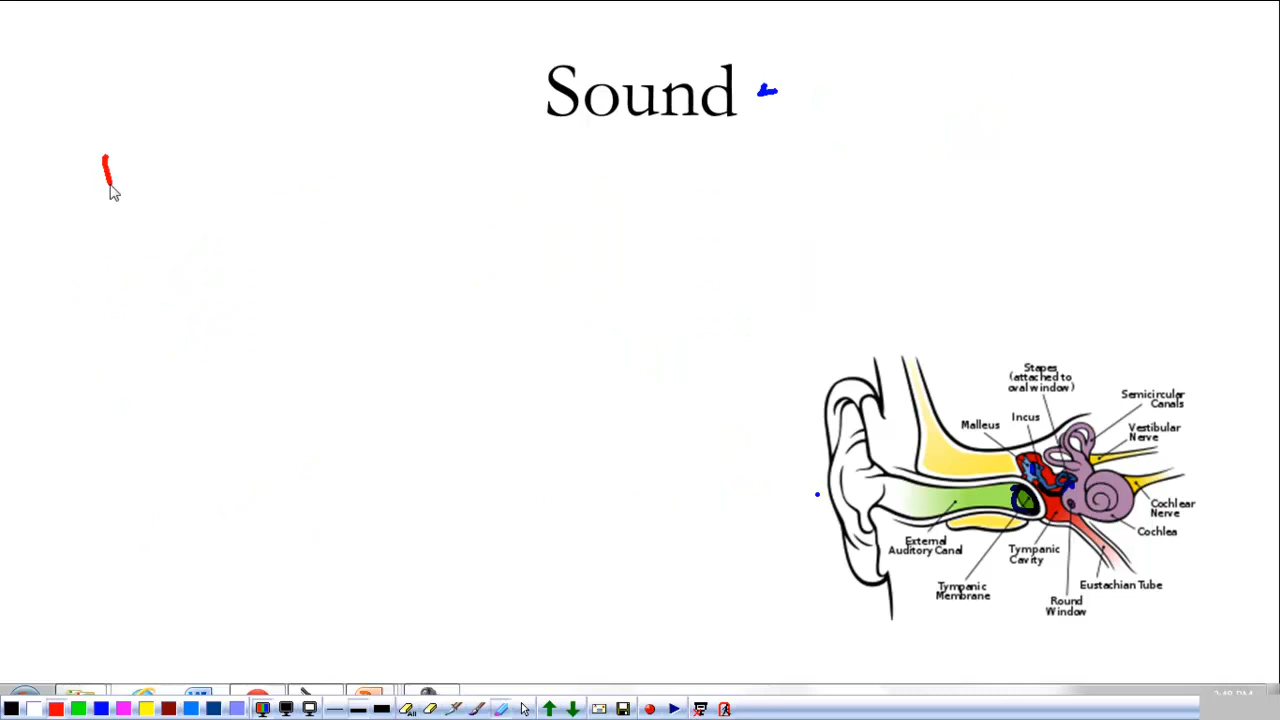 Sound
Stapes
(attached to
oval window)
Semicircular
Canals
Incus
Malleus
Vestibular
Nerve
Cochlear
Nerve
Cochlea
External
Auditory Canal
Tympanic
Cavity
Tympanic
Membrane
Eustachian Tube
Round
Window